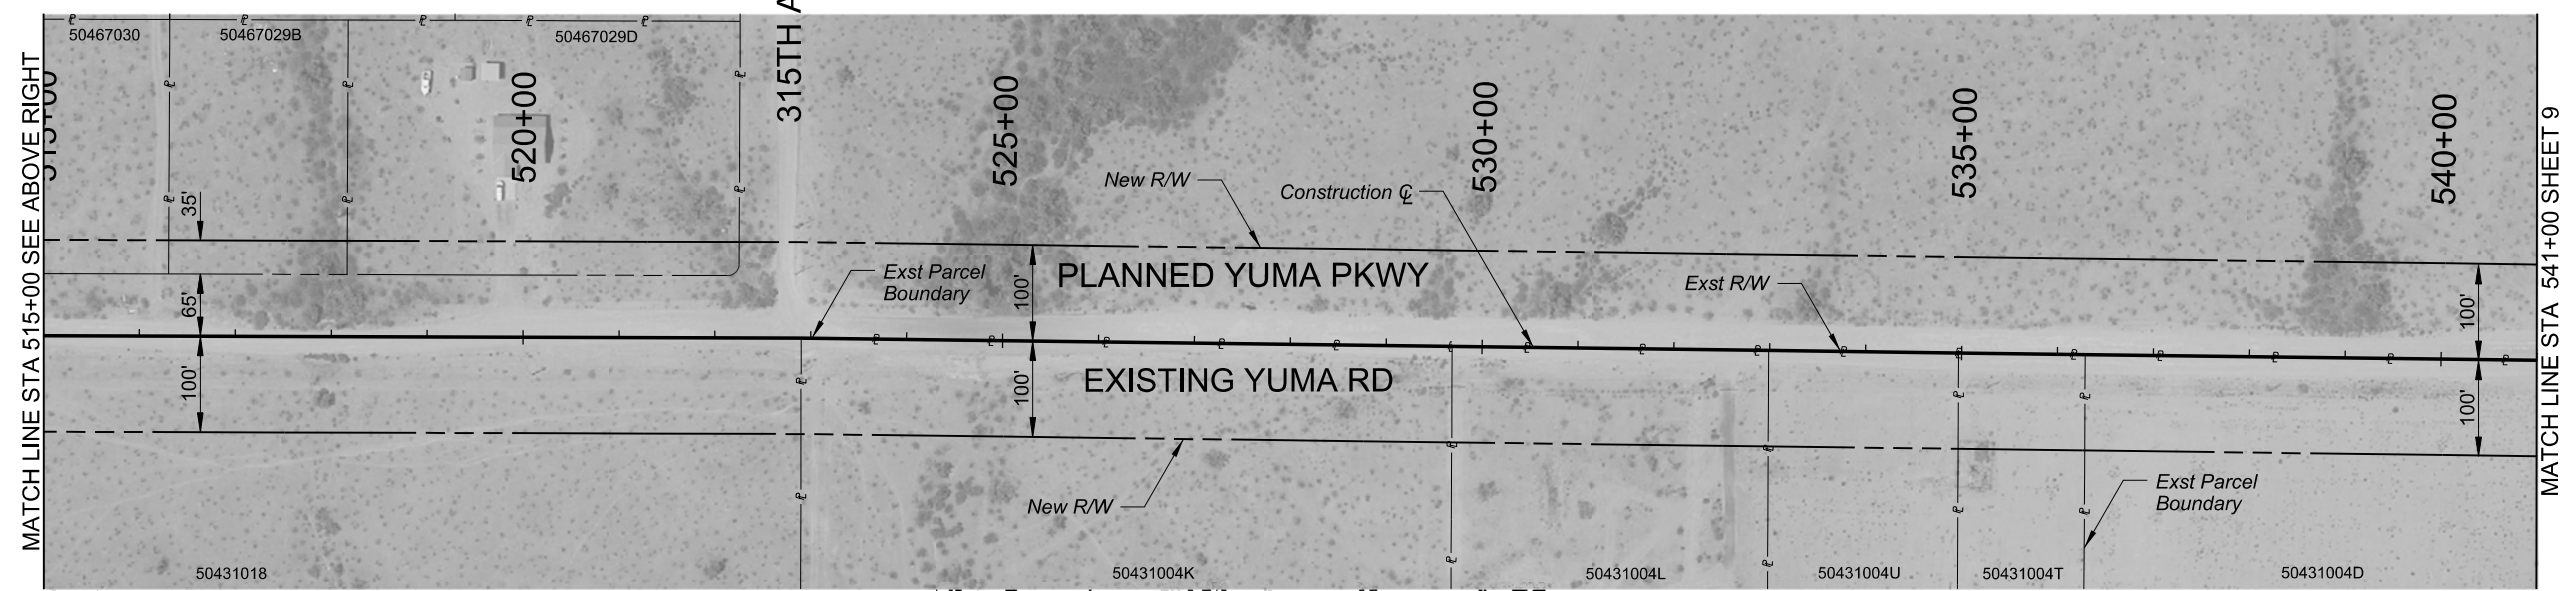 50467030
50467029B
50467029D
MATCH LINE STA 515+00 SEE ABOVE RIGHT
520+00
315TH
525+00
530+00
535+00
540+00
MATCH LINE STA 541+00 SHEET 9
35'
65'
100'
New R/W
Construction ℄
Exst Parcel
Boundary
100'
PLANNED YUMA PKWY
Exst R/W
100'
100'
EXISTING YUMA RD
100'
New R/W
Exst Parcel
Boundary
50431018
50431004K
50431004L
50431004U
50431004T
50431004D